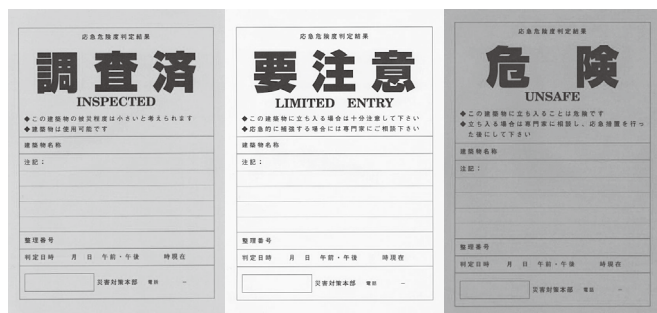 応急危険度判定結果
調査済
INSPECTED
◆この建築物の被災程度は小さいと考えられます
◆建築物は使用可能です
建築物名称
注記：
整理番号
判定日時 月 日 午前・午後 時現在
災害対策本部 電話 −
応急危険度判定結果
要注意
LIMITED ENTRY
◆この建築物に立ち入る場合は十分注意して下さい
◆応急的に補強する場合には専門家にご相談下さい
建築物名称
注記：
整理番号
判定日時 月 日 午前・午後 時現在
災害対策本部 電話 −
応急危険度判定結果
危険
UNSAFE
◆この建築物に立ち入ることは危険です
◆立ち入る場合は専門家に相談し、応急措置を行っ
た後にして下さい
建築物名称
注記：
整理番号
判定日時 月 日 午前・午後 時現在
災害対策本部 電話 −